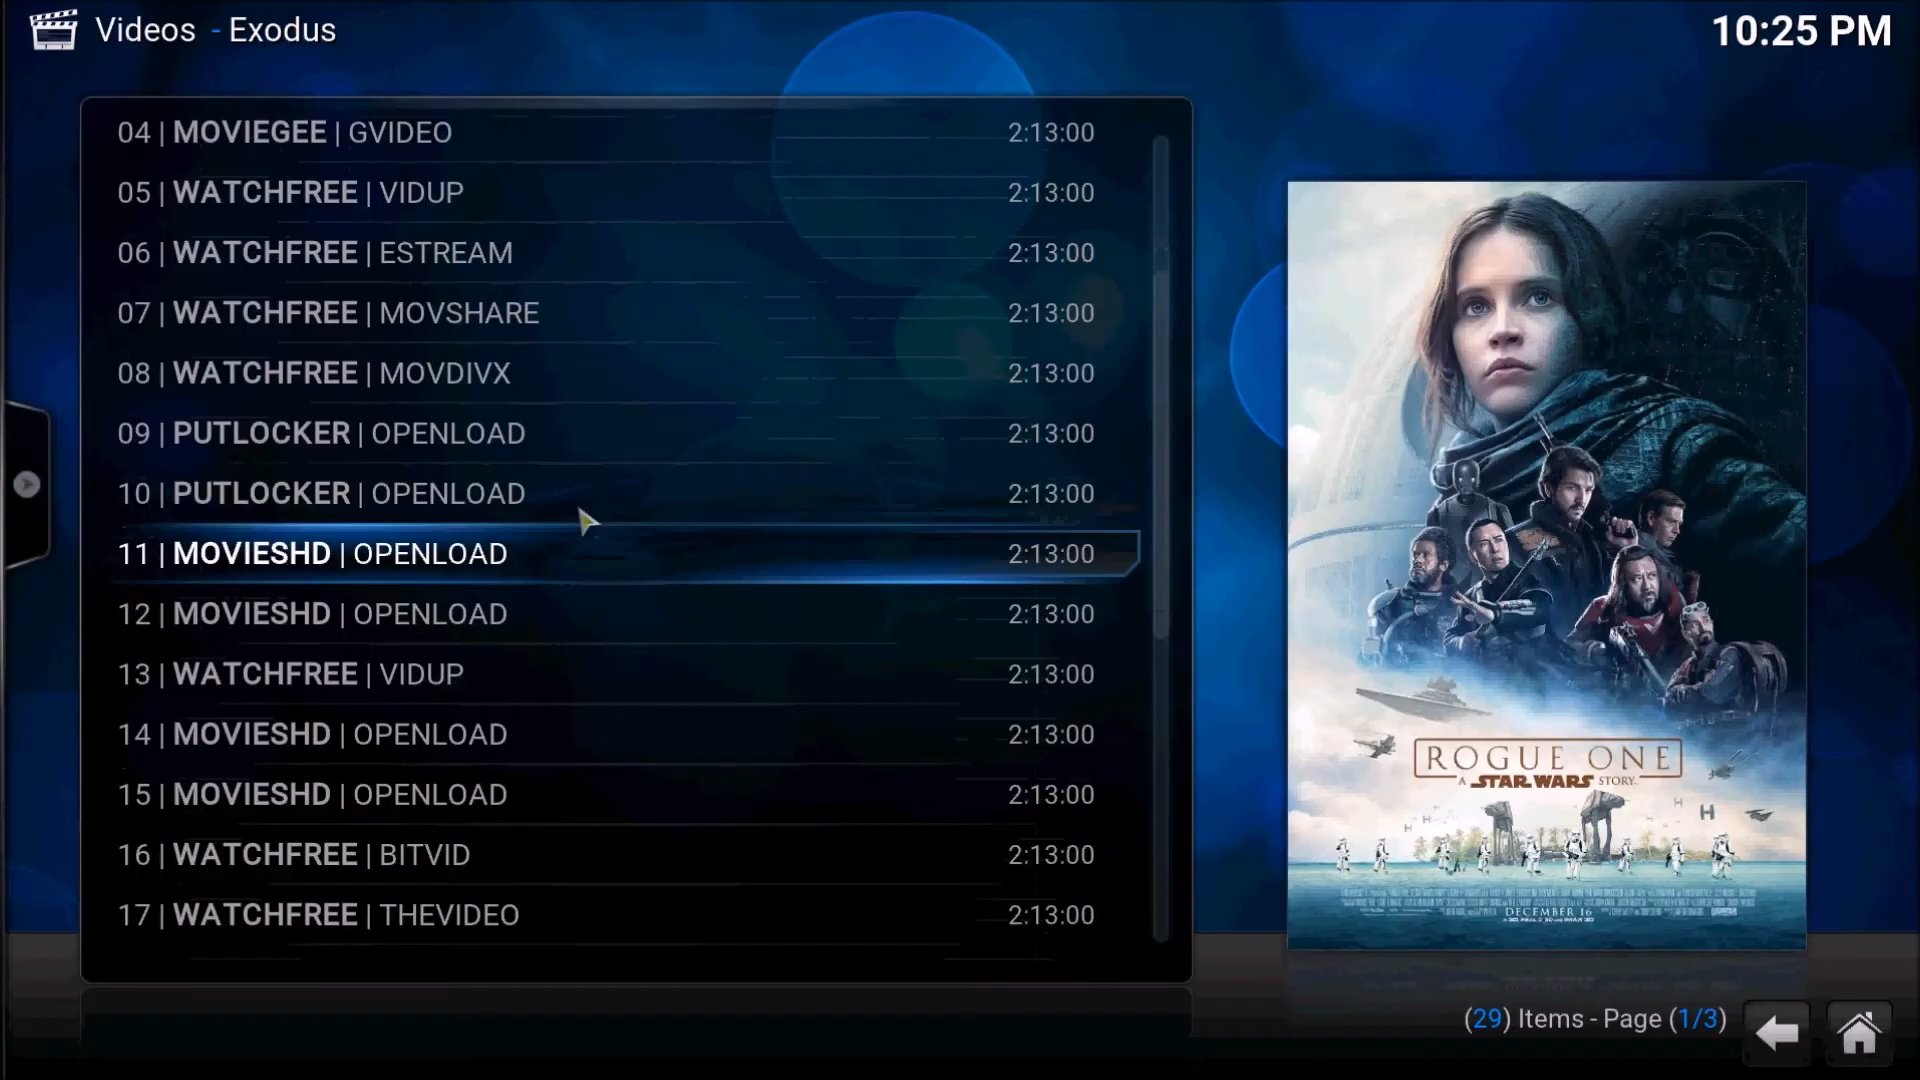 Videos - Exodus
10:25 PM
04 | MOVIEGEE | GVIDEO 2:13:00
05 | WATCHFREE | VIDUP 2:13:00
06 | WATCHFREE | ESTREAM 2:13:00
07 | WATCHFREE | MOVSHARE 2:13:00
08 | WATCHFREE | MOVDIVX 2:13:00
09 | PUTLOCKER | OPENLOAD 2:13:00
10 | PUTLOCKER | OPENLOAD 2:13:00
11 | MOVIESHD | OPENLOAD 2:13:00
12 | MOVIESHD | OPENLOAD 2:13:00
13 | WATCHFREE | VIDUP 2:13:00
14 | MOVIESHD | OPENLOAD 2:13:00
15 | MOVIESHD | OPENLOAD 2:13:00
16 | WATCHFREE | BITVID 2:13:00
17 | WATCHFREE | THEVIDEO 2:13:00
ROGUE ONE
A STAR WARS STORY
DECEMBER 16
(29) Items - Page (1/3)